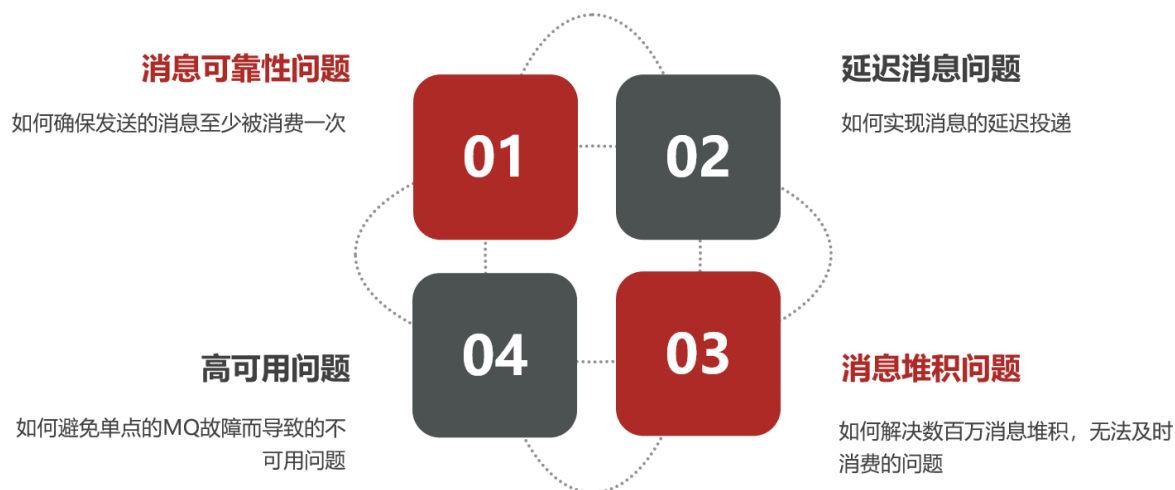 消息可靠性问题
如何确保发送的消息至少被消费一次
01
02
延迟消息问题
如何实现消息的延迟投递
高可用问题
如何避免单点的MQ故障而导致的不
可用问题
04
03
消息堆积问题
如何解决数百万消息堆积，无法及时
消费的问题